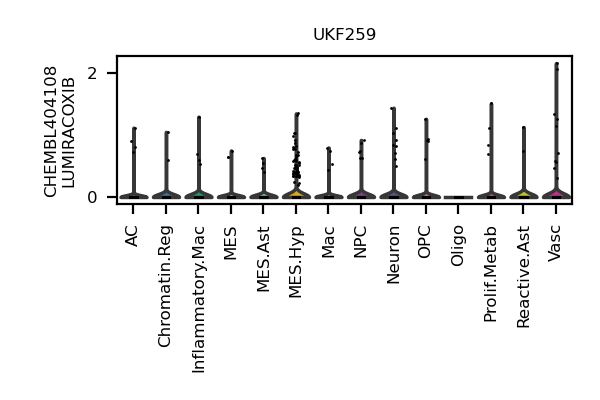 UKF259
CHEMBL404108
LUMIRACOXIB
2
0
AC
Chromatin.Reg
Inflammatory.Mac
MES
MES.Ast
MES.Hyp
Mac
NPC
Neuron
OPC
Oligo
Prolif.Metab
Reactive.Ast
Vasc